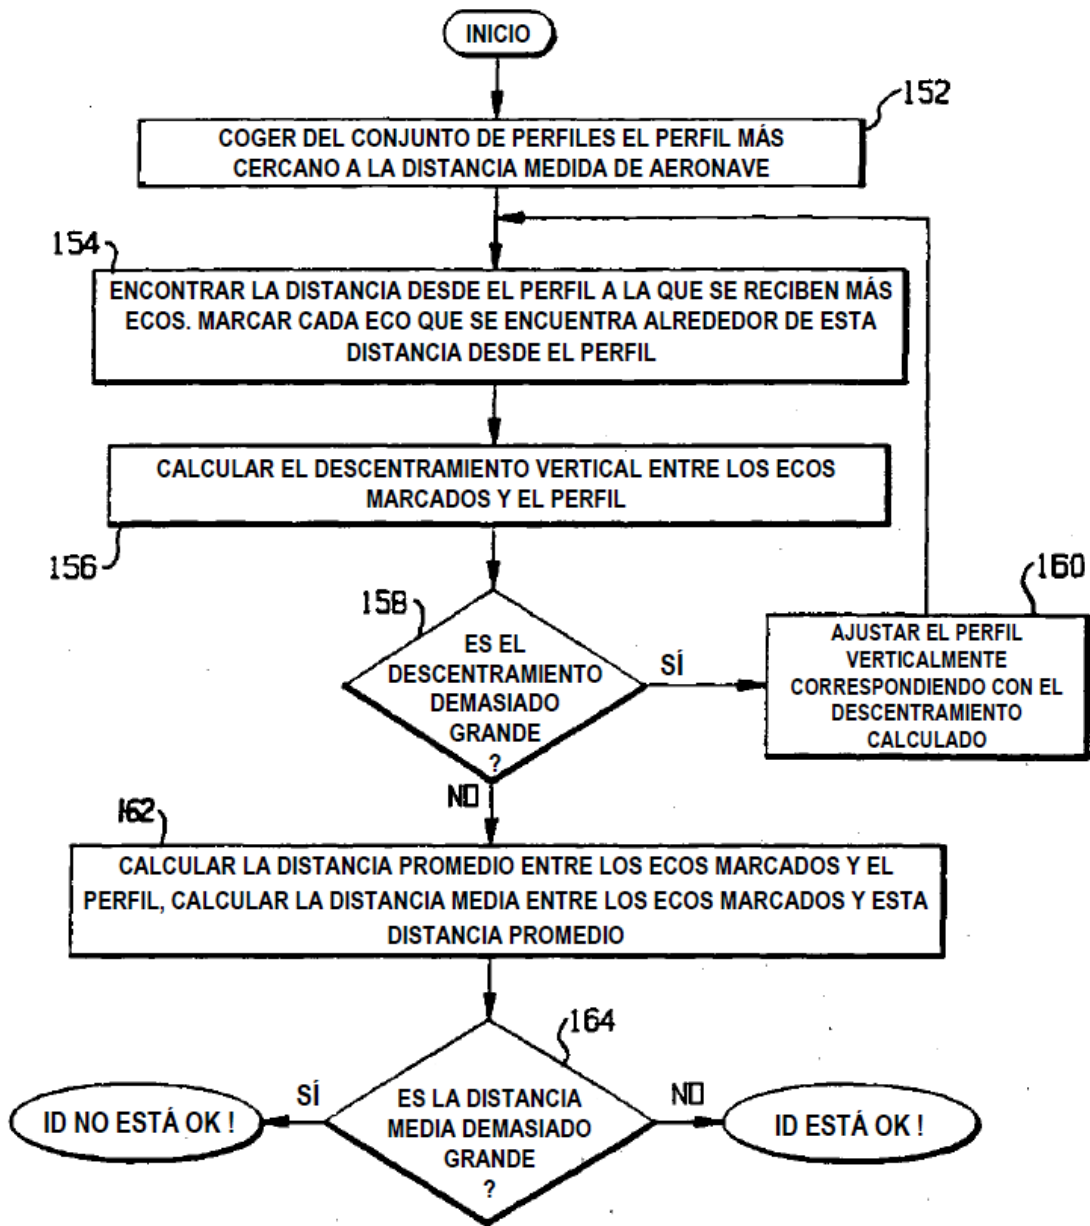 INICIO
152
COGER DEL CONJUNTO DE PERFILES EL PERFIL MÁS
CERCANO A LA DISTANCIA MEDIDA DE AERONAVE
154
ENCONTRAR LA DISTANCIA DESDE EL PERFIL A LA QUE SE RECIBEN MÁS
ECOS. MARCAR CADA ECO QUE SE ENCUENTRA ALREDEDOR DE ESTA
DISTANCIA DESDE EL PERFIL
CALCULAR EL DESCENTRAMIENTO VERTICAL ENTRE LOS ECOS
MARCADOS Y EL PERFIL
156
158
ES EL
DESCENTRAMIENTO
DEMASIADO
GRANDE
?
SÍ
160
AJUSTAR EL PERFIL
VERTICALMENTE
CORRESPONDIENDO CON EL
DESCENTRAMIENTO
CALCULADO
NO
162
CALCULAR LA DISTANCIA PROMEDIO ENTRE LOS ECOS MARCADOS Y EL
PERFIL, CALCULAR LA DISTANCIA MEDIA ENTRE LOS ECOS MARCADOS Y ESTA
DISTANCIA PROMEDIO
164
ES LA DISTANCIA
MEDIA DEMASIADO
GRANDE
?
SÍ
ID NO ESTÁ OK !
NO
ID ESTÁ OK !